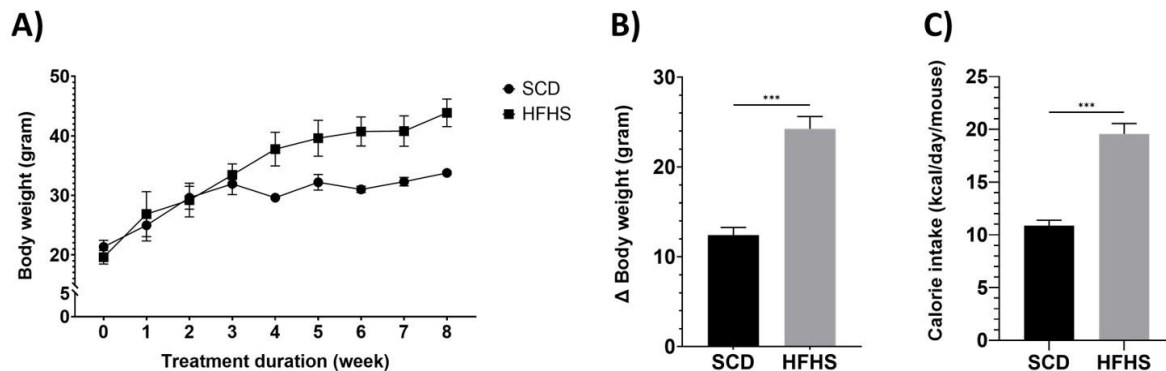 A)
Body weight (gram)
50
40
30
20
5
0
0 1 2 3 4 5 6 7 8
Treatment duration (week)
SCD
HFHS
B)
Δ Body weight (gram)
30
20
10
0
***
SCD HFHS
C)
Calorie intake (kcal/day/mouse)
25
20
15
10
5
0
***
SCD HFHS